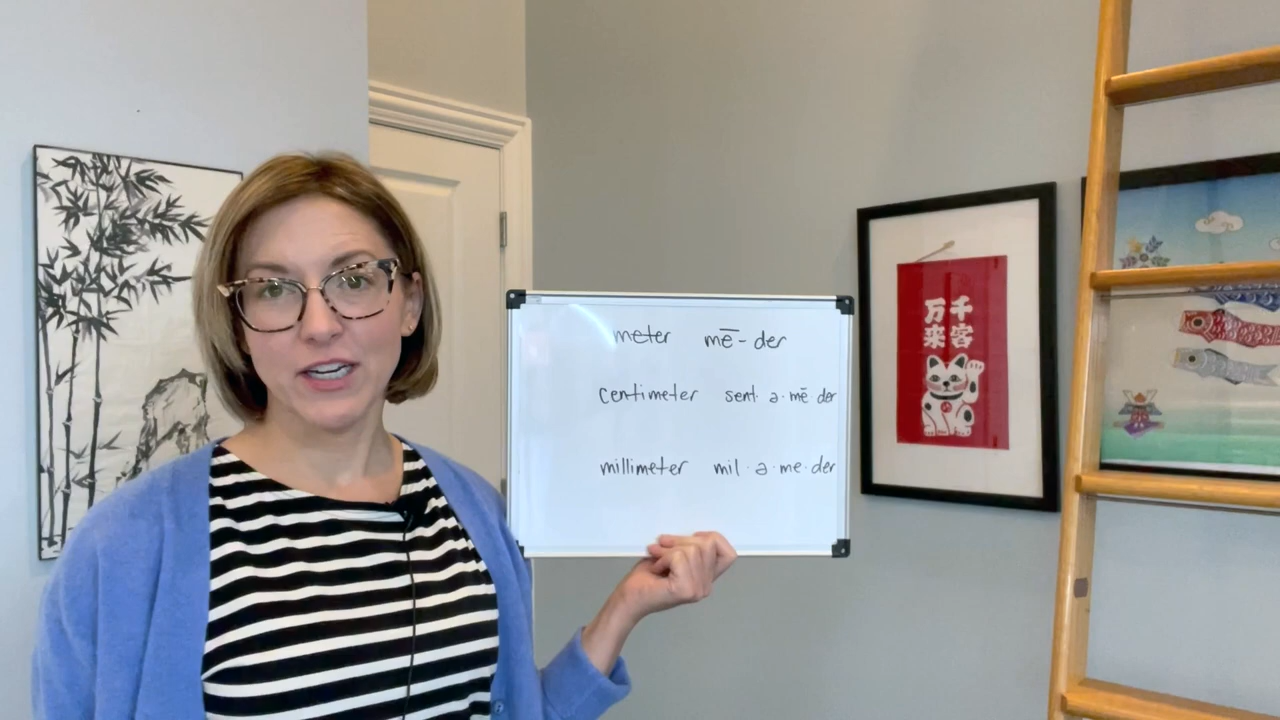 meter mē - der
centimeter sent · ə · mē der
millimeter mil · ə · me · der
千客
万来